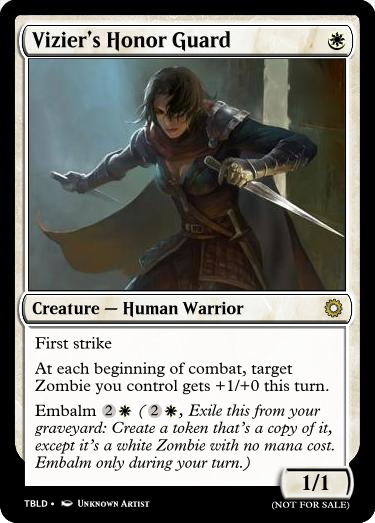 Vizier's Honor Guard
First strike
At each beginning of combat, target
Zombie you control gets +1/+0 this turn.
Embalm 2 ( 2 , Exile this from your
graveyard: Create a token that's a copy of it,
except it's a white Zombie with no mana cost.
Embalm only during your turn.)
Creature — Human Warrior
1/1
TBLD • Unknown Artist
(NOT FOR SALE)